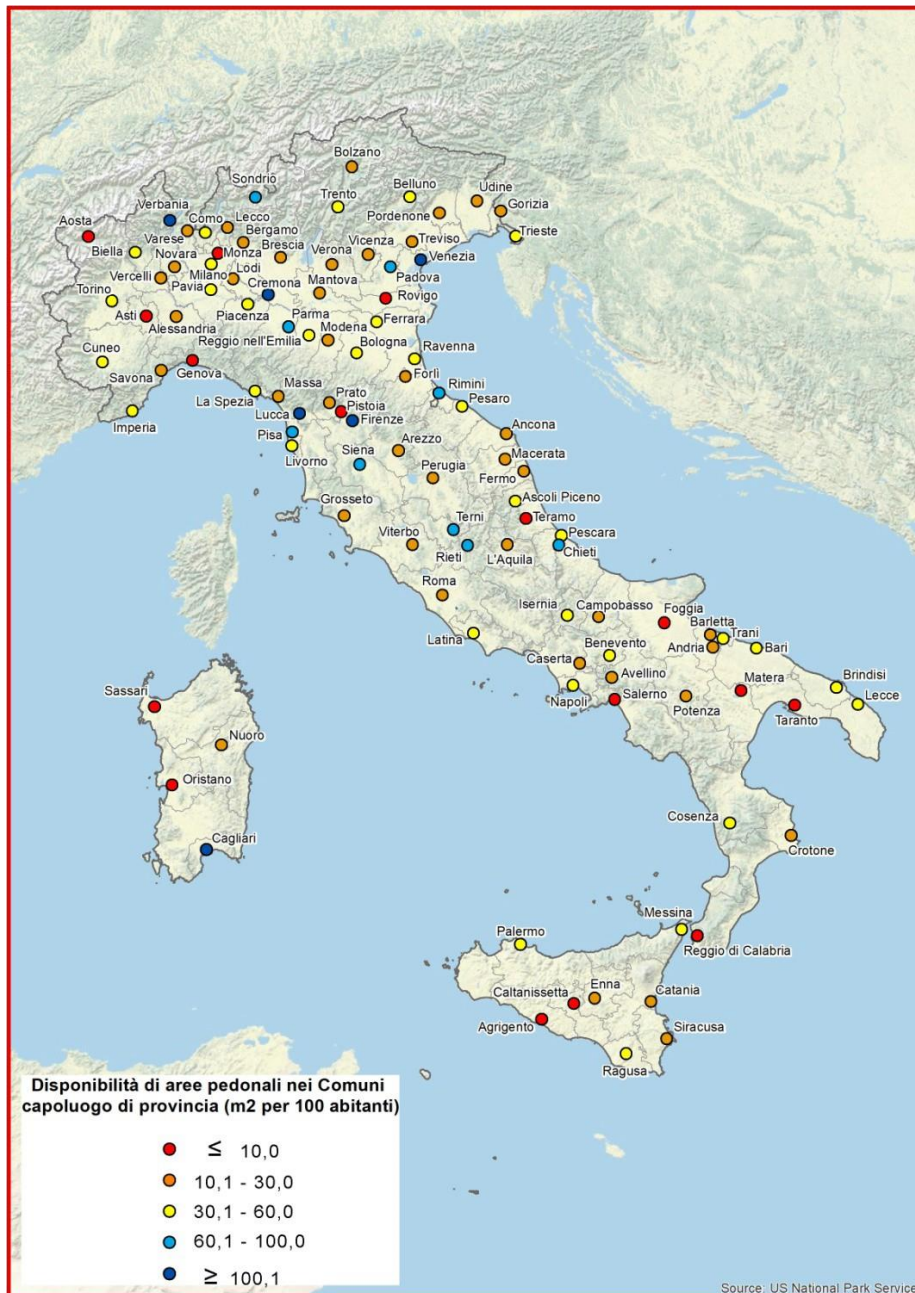 Bolzano
Sondrio
Belluno
Udine
Trento
Verbania
Gorizia
Pordenone
Como
Lecco
Aosta
Varese
Bergamo
Trieste
Treviso
Vicenza
Verona
Brescia
Biella
Monza
Venezia
Novara
Milano
Lodi
Padova
Vercelli
Mantova
Cremona
Pavia
Torino
Rovigo
Piacenza
Parma
Asti
Alessandria
Ferrara
Modena
Reggio nell'Emilia
Bologna
Ravenna
Cuneo
Savona
Genova
Forlì
Rimini
Massa
La Spezia
Prato
Pistoia
Pesaro
Imperia
Lucca
Firenze
Ancona
Pisa
Siena
Arezzo
Macerata
Livorno
Perugia
Fermo
Grosseto
Ascoli Piceno
Terni
Teramo
Viterbo
Pescara
Chieti
Rieti
L'Aquila
Roma
Isernia
Campobasso
Foggia
Barletta
Trani
Latina
Benevento
Andria
Bari
Caserta
Avellino
Matera
Brindisi
Sassari
Napoli
Salerno
Lecce
Potenza
Taranto
Nuoro
Oristano
Cosenza
Cagliari
Crotone
Messina
Palermo
Reggio di Calabria
Enna
Caltanissetta
Catania
Agrigento
Siracusa
Ragusa
Disponibilità di aree pedonali nei Comuni
capoluogo di provincia (m2 per 100 abitanti)
≤ 10,0
10,1 - 30,0
30,1 - 60,0
60,1 - 100,0
≥ 100,1
Source: US National Park Service